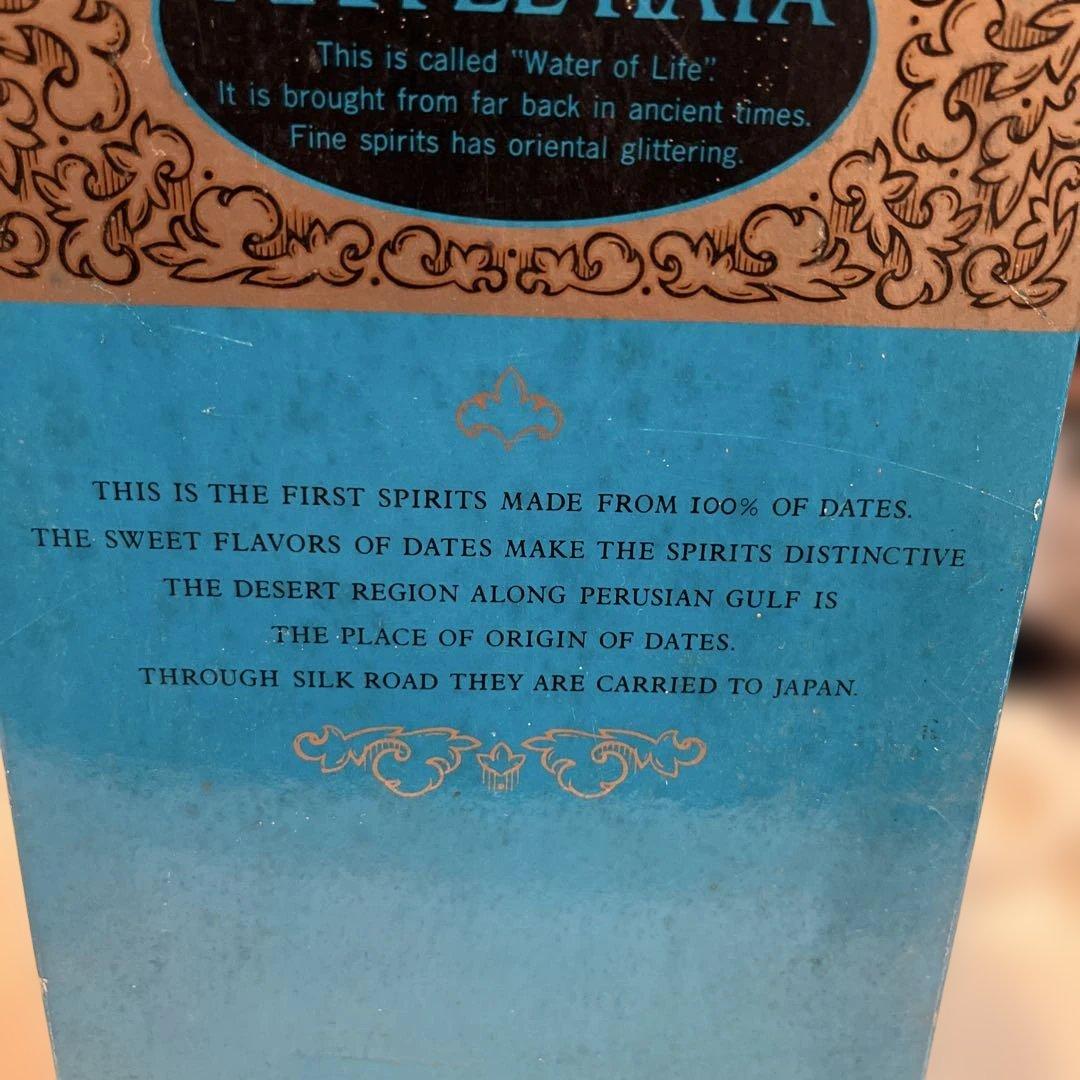 This is called "Water of Life".
It is brought from far back in ancient times.
Fine spirits has oriental glittering.
THIS IS THE FIRST SPIRITS MADE FROM 100% OF DATES.
THE SWEET FLAVORS OF DATES MAKE THE SPIRITS DISTINCTIVE
THE DESERT REGION ALONG PERUSIAN GULF IS
THE PLACE OF ORIGIN OF DATES.
THROUGH SILK ROAD THEY ARE CARRIED TO JAPAN.